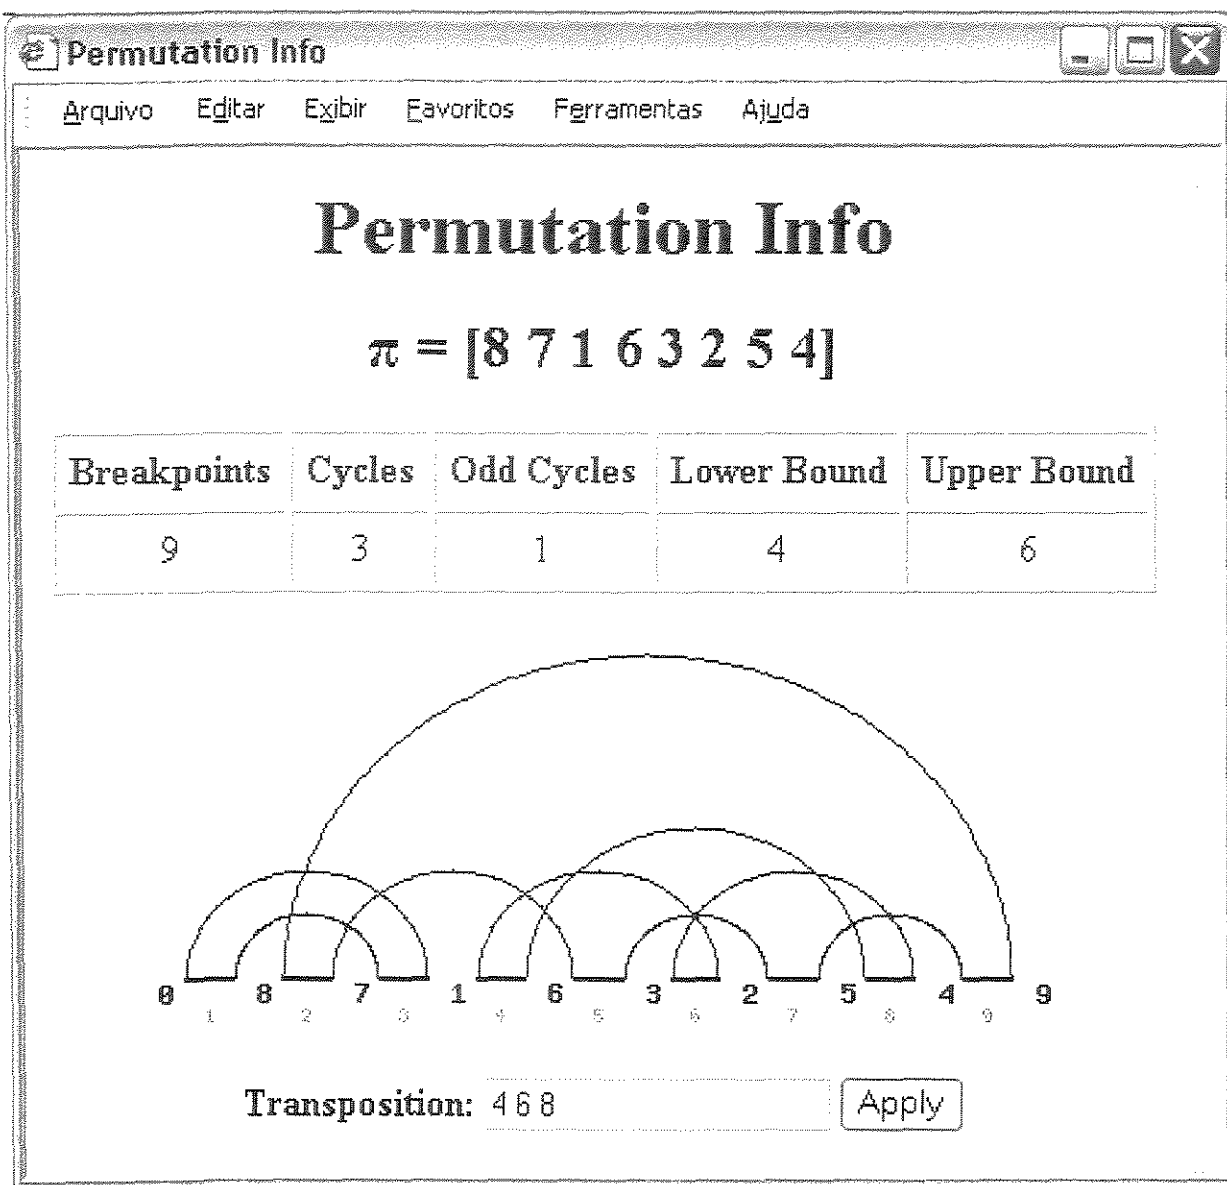 Permutation Info
Arquivo Editar Exibir Favoritos Ferramentas Ajuda
Permutation Info
π = [8 7 1 6 3 2 5 4]
Breakpoints Cycles Odd Cycles Lower Bound Upper Bound
9 3 1 4 6
0 8 7 1 6 3 2 5 4 9
1 2 3 4 5 6 7 8 9
Transposition: 4 6 8 Apply